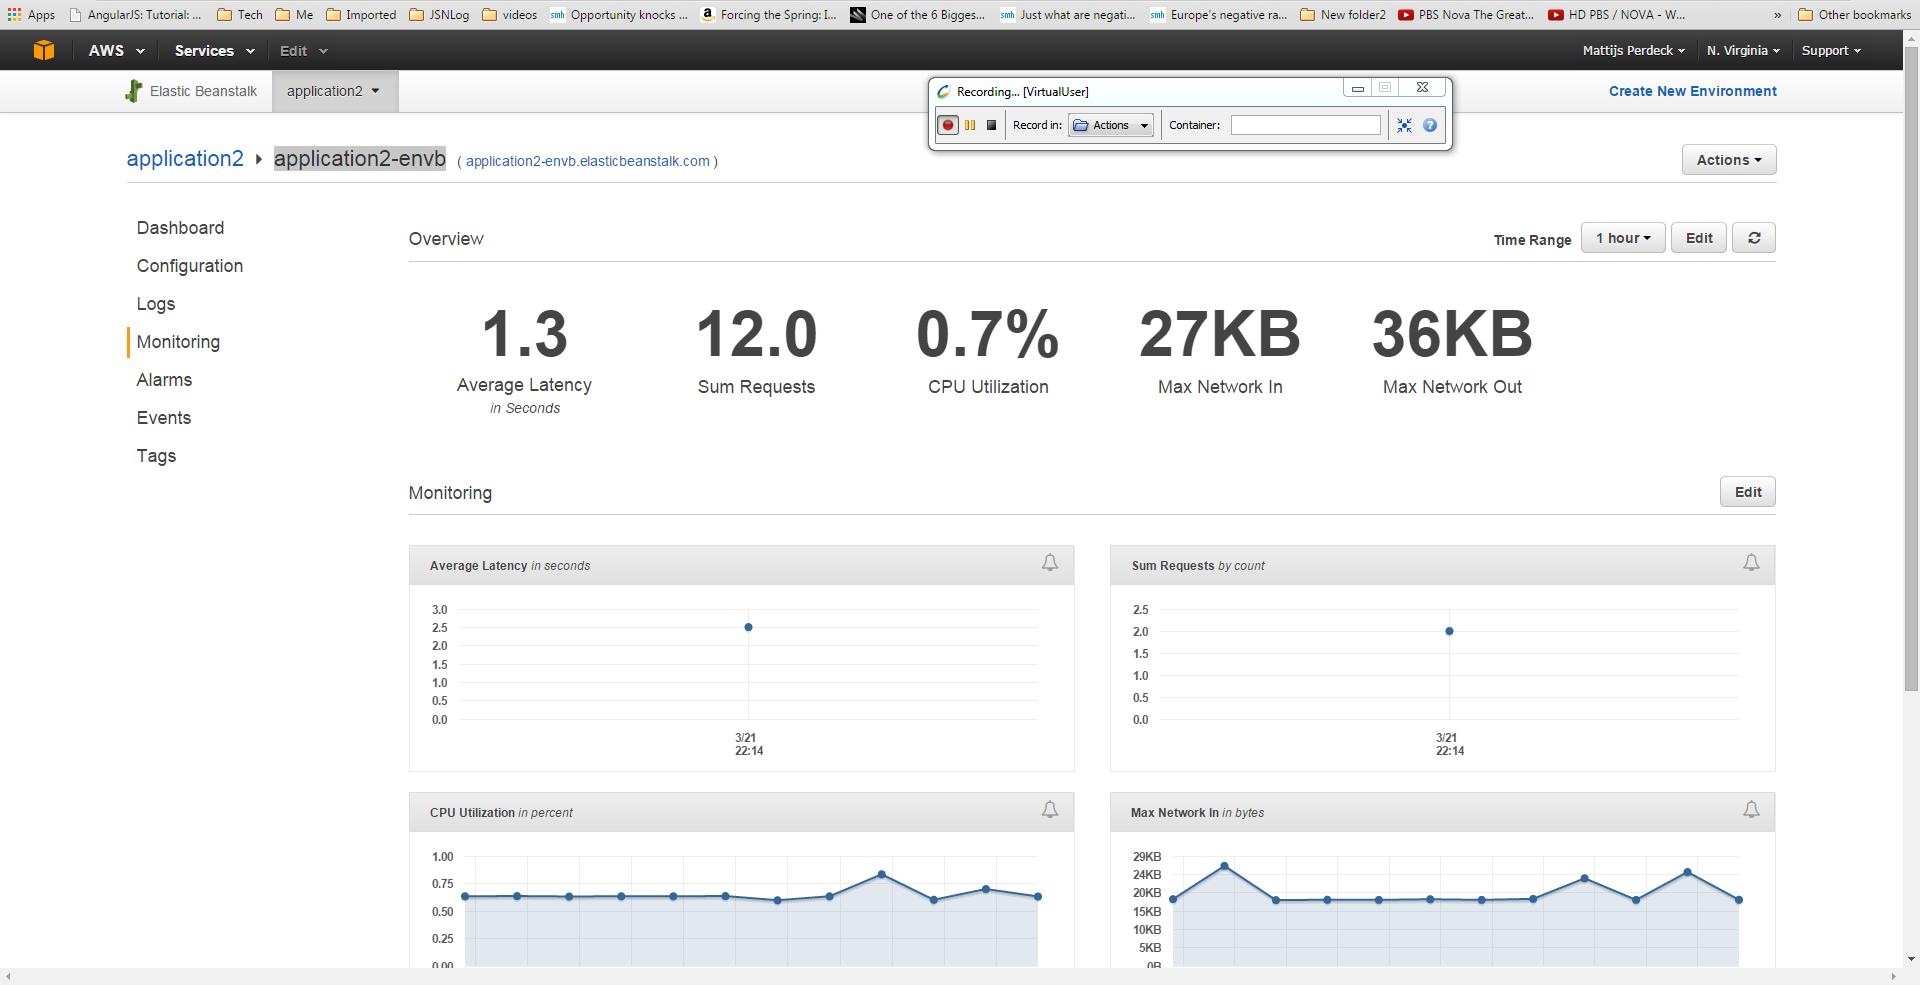 Apps AngularJS: Tutorial: ... Tech Me Imported JSNLog videos smh Opportunity knocks ... a Forcing the Spring: I... One of the 6 Bigges... smh Just what are negati... smh Europe's negative ra... New folder2 PBS Nova The Great... HD PBS / NOVA - W... » Other bookmarks
AWS Services Edit Mattijs Perdeck N. Virginia Support
Elastic Beanstalk application2 Create New Environment
Recording... [VirtualUser]
Record in: Actions Container: ?
application2 application2-envb ( application2-envb.elasticbeanstalk.com ) Actions
Dashboard
Configuration
Logs
Monitoring
Alarms
Events
Tags
Overview Time Range 1 hour Edit
1.3 12.0 0.7% 27KB 36KB
Average Latency Sum Requests CPU Utilization Max Network In Max Network Out
in Seconds
Monitoring Edit
Average Latency in seconds
3.0
2.5
2.0
1.5
1.0
0.5
0.0
3/21
22:14
Sum Requests by count
2.5
2.0
1.5
1.0
0.5
0.0
3/21
22:14
CPU Utilization in percent
1.00
0.75
0.50
0.25
0.00
Max Network In in bytes
29KB
24KB
20KB
15KB
10KB
5KB
0B